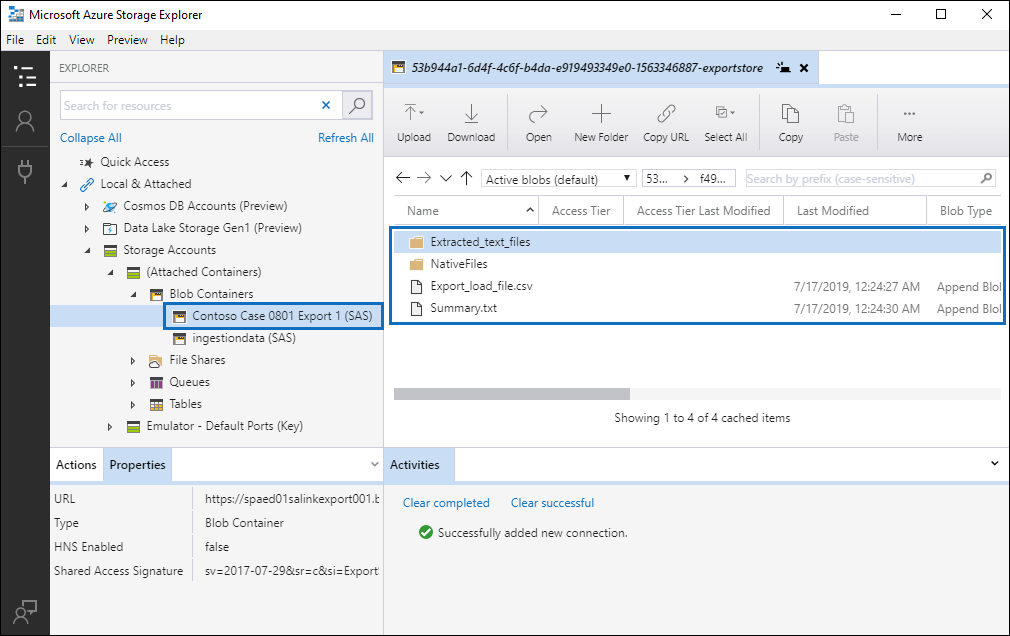 Microsoft Azure Storage Explorer
File Edit View Preview Help
EXPLORER
Search for resources
Collapse All Refresh All
Quick Access
Local & Attached
Cosmos DB Accounts (Preview)
Data Lake Storage Gen1 (Preview)
Storage Accounts
(Attached Containers)
Blob Containers
Contoso Case 0801 Export 1 (SAS)
ingestiondata (SAS)
File Shares
Queues
Tables
Emulator - Default Ports (Key)
Actions Properties
URL https://spaed01salinkexport001.b
Type Blob Container
HNS Enabled false
Shared Access Signature sv=2017-07-29&sr=c&si=Export
53b944a1-6d4f-4c6f-b4da-e919493349e0-1563346887-exportstore
Upload Download Open New Folder Copy URL Select All Copy Paste More
Active blobs (default) 53... f49... Search by prefix (case-sensitive)
Name Access Tier Access Tier Last Modified Last Modified Blob Type
Extracted_text_files
NativeFiles
Export_load_file.csv 7/17/2019, 12:24:27 AM Append Blol
Summary.txt 7/17/2019, 12:24:30 AM Append Blol
Showing 1 to 4 of 4 cached items
Activities
Clear completed Clear successful
Successfully added new connection.